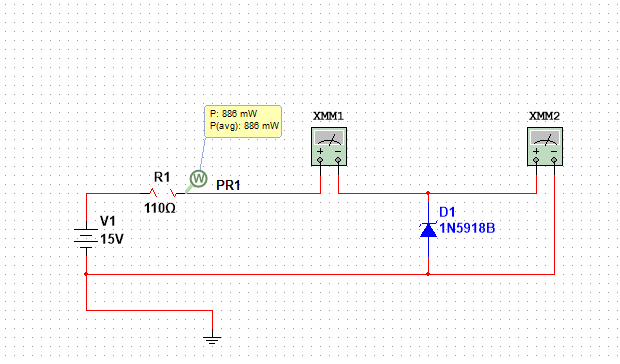 P: 886 mW
P(avg): 886 mW
XMM1
XMM2
R1
W
PR1
110Ω
V1
15V
D1
1N5918B